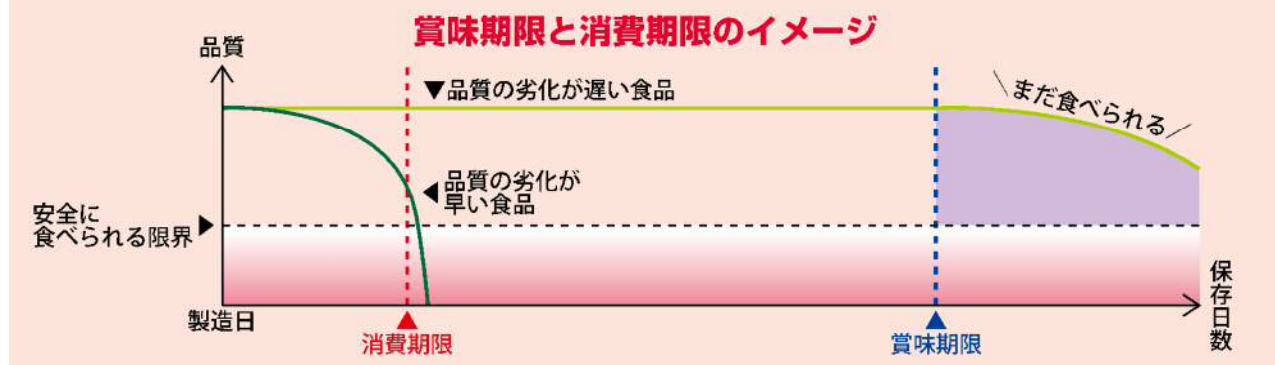 賞味期限と消費期限のイメージ
品質
▼品質の劣化が遅い食品
\まだ食べられる/
◀品質の劣化が
早い食品
安全に
食べられる限界▶
製造日
消費期限
賞味期限
保存日数